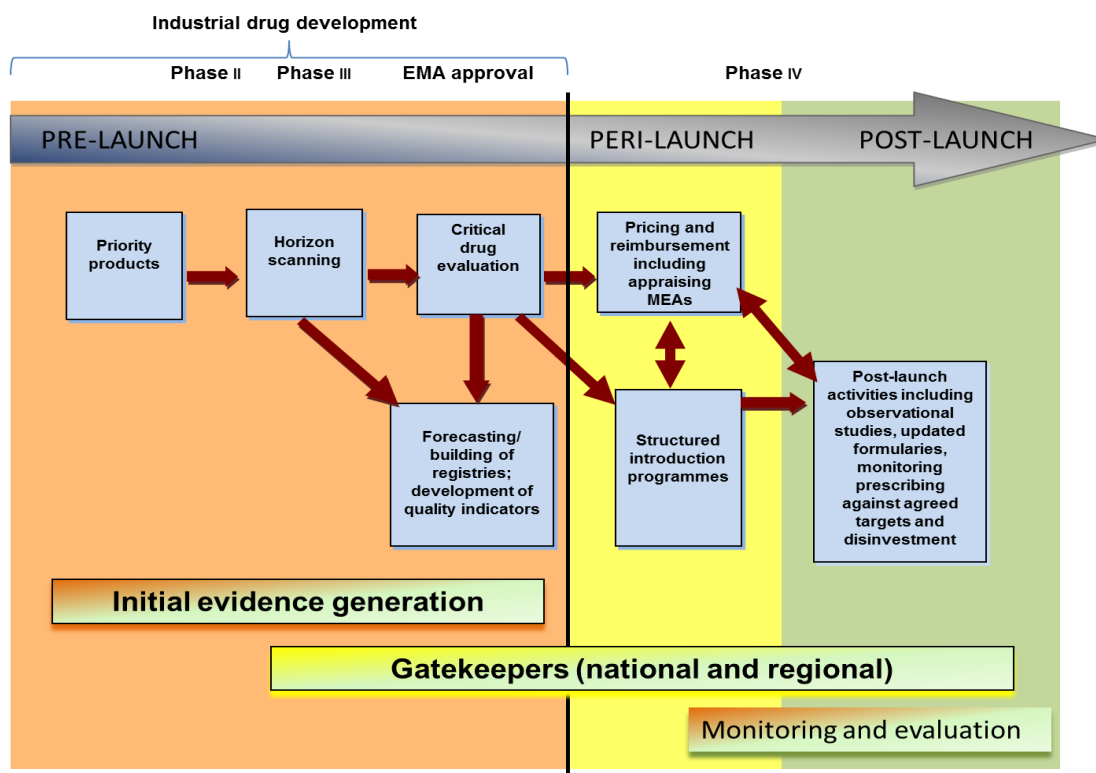 Industrial drug development
Phase II
Phase III
EMA approval
Phase IV
PRE-LAUNCH
PERI-LAUNCH
POST-LAUNCH
Priority
products
Horizon
scanning
Critical
drug
evaluation
Pricing and
reimbursement
including
appraising
MEAs
Forecasting/
building of
registries;
development of
quality indicators
Structured
introduction
programmes
Post-launch
activities including
observational
studies, updated
formularies,
monitoring
prescribing
against agreed
targets and
disinvestment
Initial evidence generation
Gatekeepers (national and regional)
Monitoring and evaluation